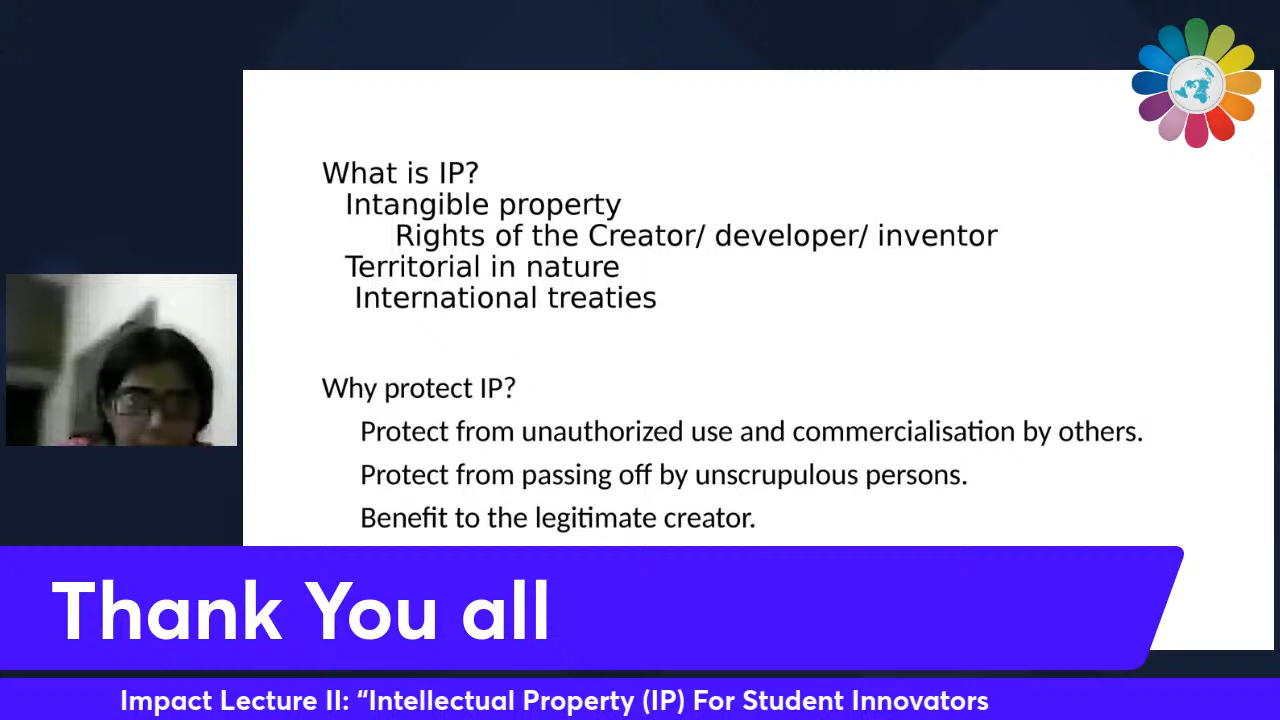 What is IP?
Intangible property
Rights of the Creator/ developer/ inventor
Territorial in nature
International treaties
Why protect IP?
Protect from unauthorized use and commercialisation by others.
Protect from passing off by unscrupulous persons.
Benefit to the legitimate creator.
Thank You all
Impact Lecture II: “Intellectual Property (IP) For Student Innovators